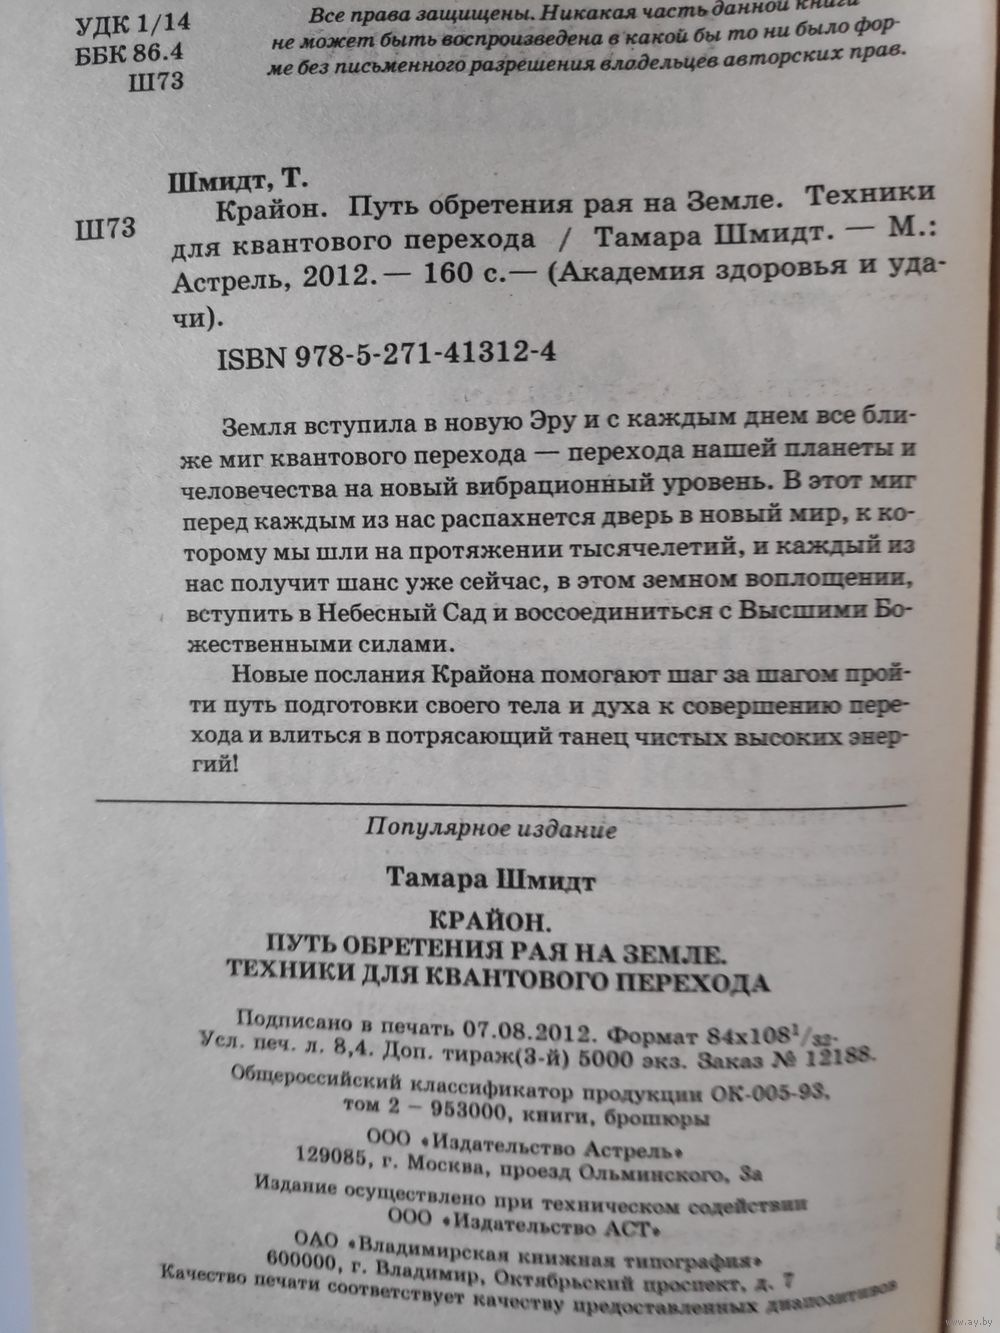 УДК 1/14
ББК 86.4
Ш73
Все права защищены. Никакая часть данной книги
не может быть воспроизведена в какой бы то ни было фор-
ме без письменного разрешения владельцев авторских прав.
Шмидт, Т.
Ш73
Крайон. Путь обретения рая на Земле. Техники
для квантового перехода / Тамара Шмидт. — М.:
Астрель, 2012. — 160 с.— (Академия здоровья и уда-
чи).
ISBN 978-5-271-41312-4
Земля вступила в новую Эру и с каждым днем все бли-
же миг квантового перехода — перехода нашей планеты и
человечества на новый вибрационный уровень. В этот миг
перед каждым из нас распахнется дверь в новый мир, к ко-
торому мы шли на протяжении тысячелетий, и каждый из
нас получит шанс уже сейчас, в этом земном воплощении,
вступить в Небесный Сад и воссоединиться с Высшими Бо-
жественными силами.
Новые послания Крайона помогают шаг за шагом прой-
ти путь подготовки своего тела и духа к совершению пере-
хода и влиться в потрясающий танец чистых высоких энер-
гий!
Популярное издание
Тамара Шмидт
КРАЙОН.
ПУТЬ ОБРЕТЕНИЯ РАЯ НА ЗЕМЛЕ.
ТЕХНИКИ ДЛЯ КВАНТОВОГО ПЕРЕХОДА
Подписано в печать 07.08.2012. Формат 84х108¹/₃₂.
Усл. печ. л. 8,4. Доп. тираж(3-й) 5000 экз. Заказ № 12188.
Общероссийский классификатор продукции ОК-005-93,
том 2 – 953000, книги, брошюры
ООО «Издательство Астрель»
129085, г. Москва, проезд Ольминского, 3а
Издание осуществлено при техническом содействии
ООО «Издательство АСТ»
ОАО «Владимирская книжная типография»
600000, г. Владимир, Октябрьский проспект, д. 7
Качество печати соответствует качеству предоставленных диапозитивов
www.ay.by